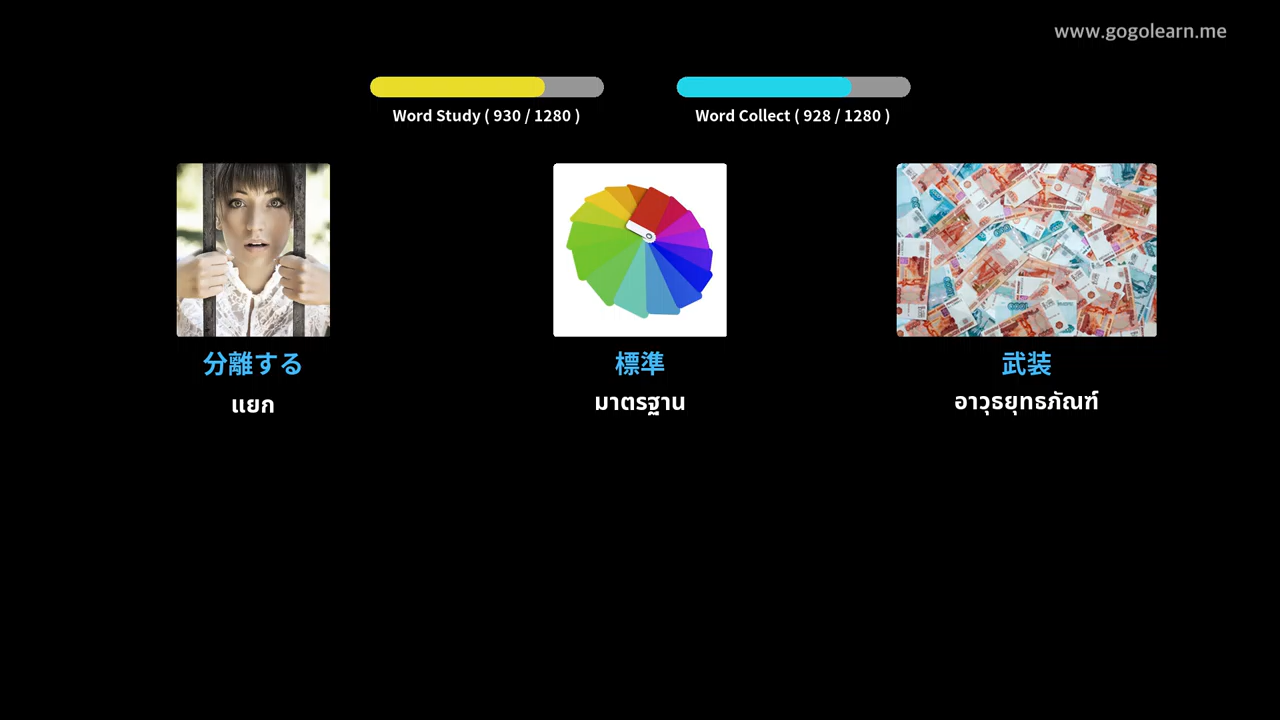 www.gogolearn.me
Word Study ( 930 / 1280 )
Word Collect ( 928 / 1280 )
分離する
標準
武装
แยก
มาตรฐาน
อาวุธยุทธภัณฑ์